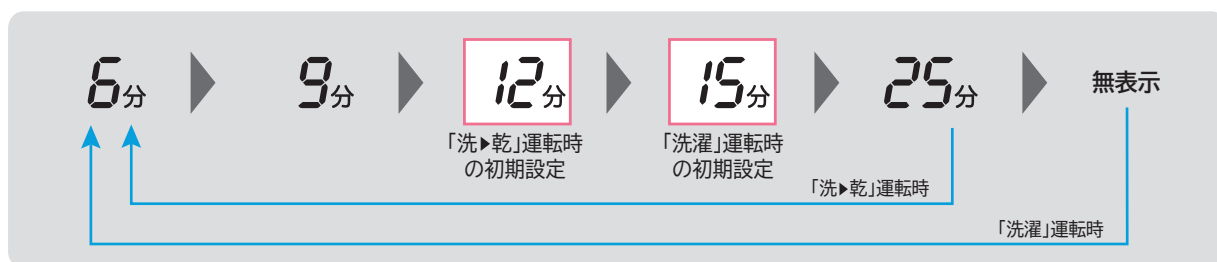 6分 9分 12分 15分 25分 無表示
「洗▶乾」運転時
の初期設定
「洗濯」運転時
の初期設定
「洗▶乾」運転時
「洗濯」運転時